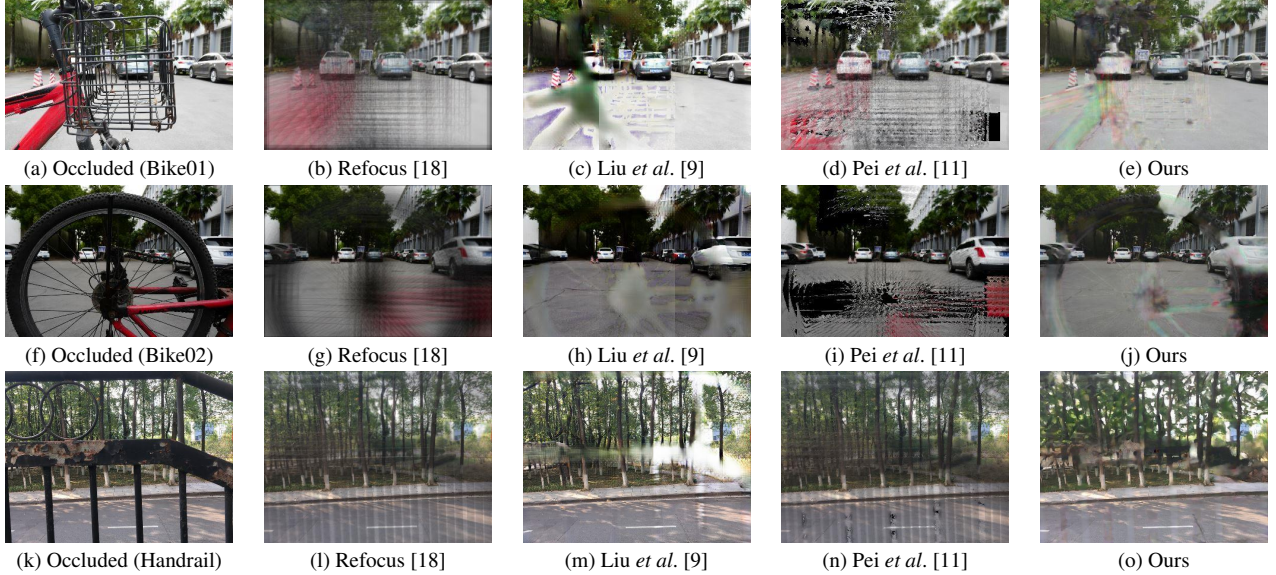 (a) Occluded (Bike01)
(b) Refocus [18]
(c) Liu et al. [9]
(d) Pei et al. [11]
(e) Ours
(f) Occluded (Bike02)
(g) Refocus [18]
(h) Liu et al. [9]
(i) Pei et al. [11]
(j) Ours
(k) Occluded (Handrail)
(l) Refocus [18]
(m) Liu et al. [9]
(n) Pei et al. [11]
(o) Ours